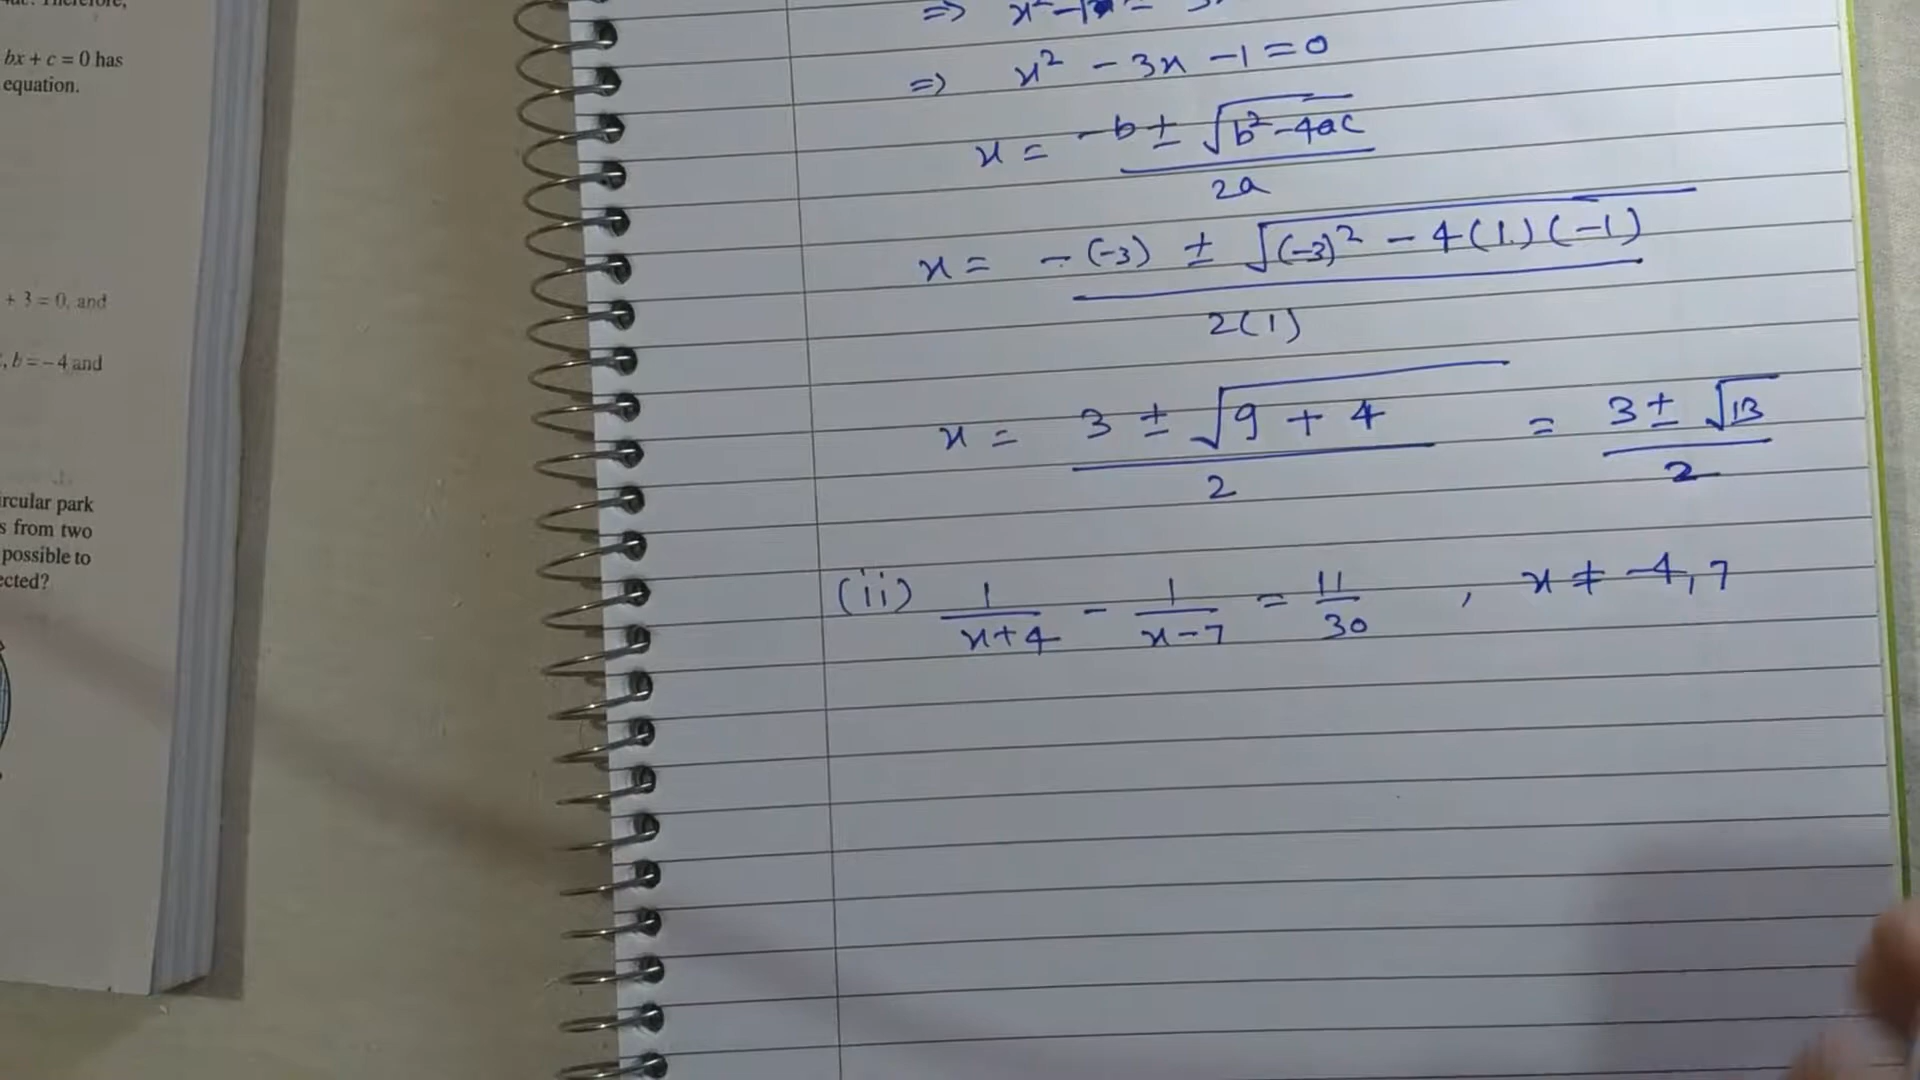 bx + c = 0 has
equation.
+ 3 = 0, and
, b = – 4 and
rcular park
s from two
possible to
ected?
⇒ x² - 3x - 1 = 0
x = -b ± √(b² - 4ac) / 2a
x = -(-3) ± √((-3)² - 4(1)(-1)) / 2(1)
x = 3 ± √(9 + 4) / 2 = 3 ± √13 / 2
(ii) 1/(x+4) - 1/(x-7) = 11/30 , x ≠ -4, 7